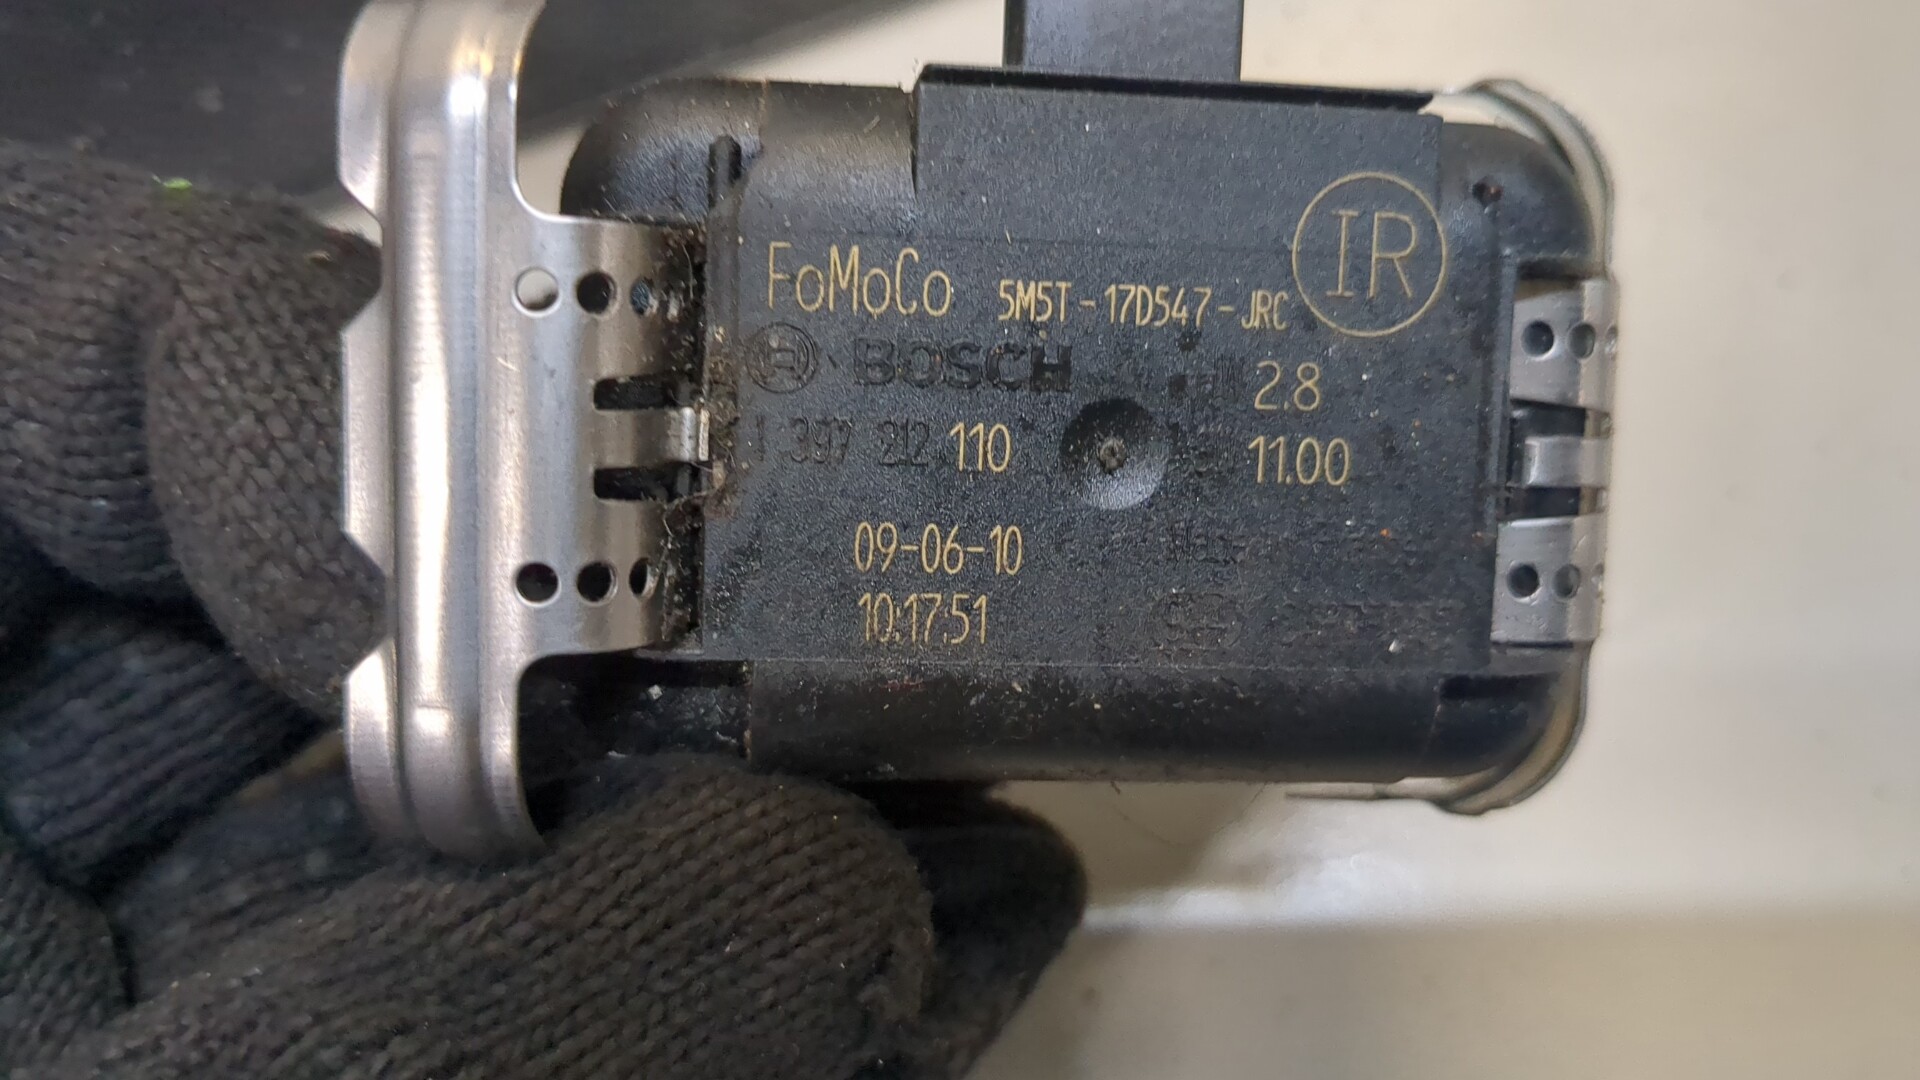 FoMoCo 5M5T-17D547-JRC IR
BOSCH 2.8
1 397 212 110 11.00
09-06-10
10:17:51